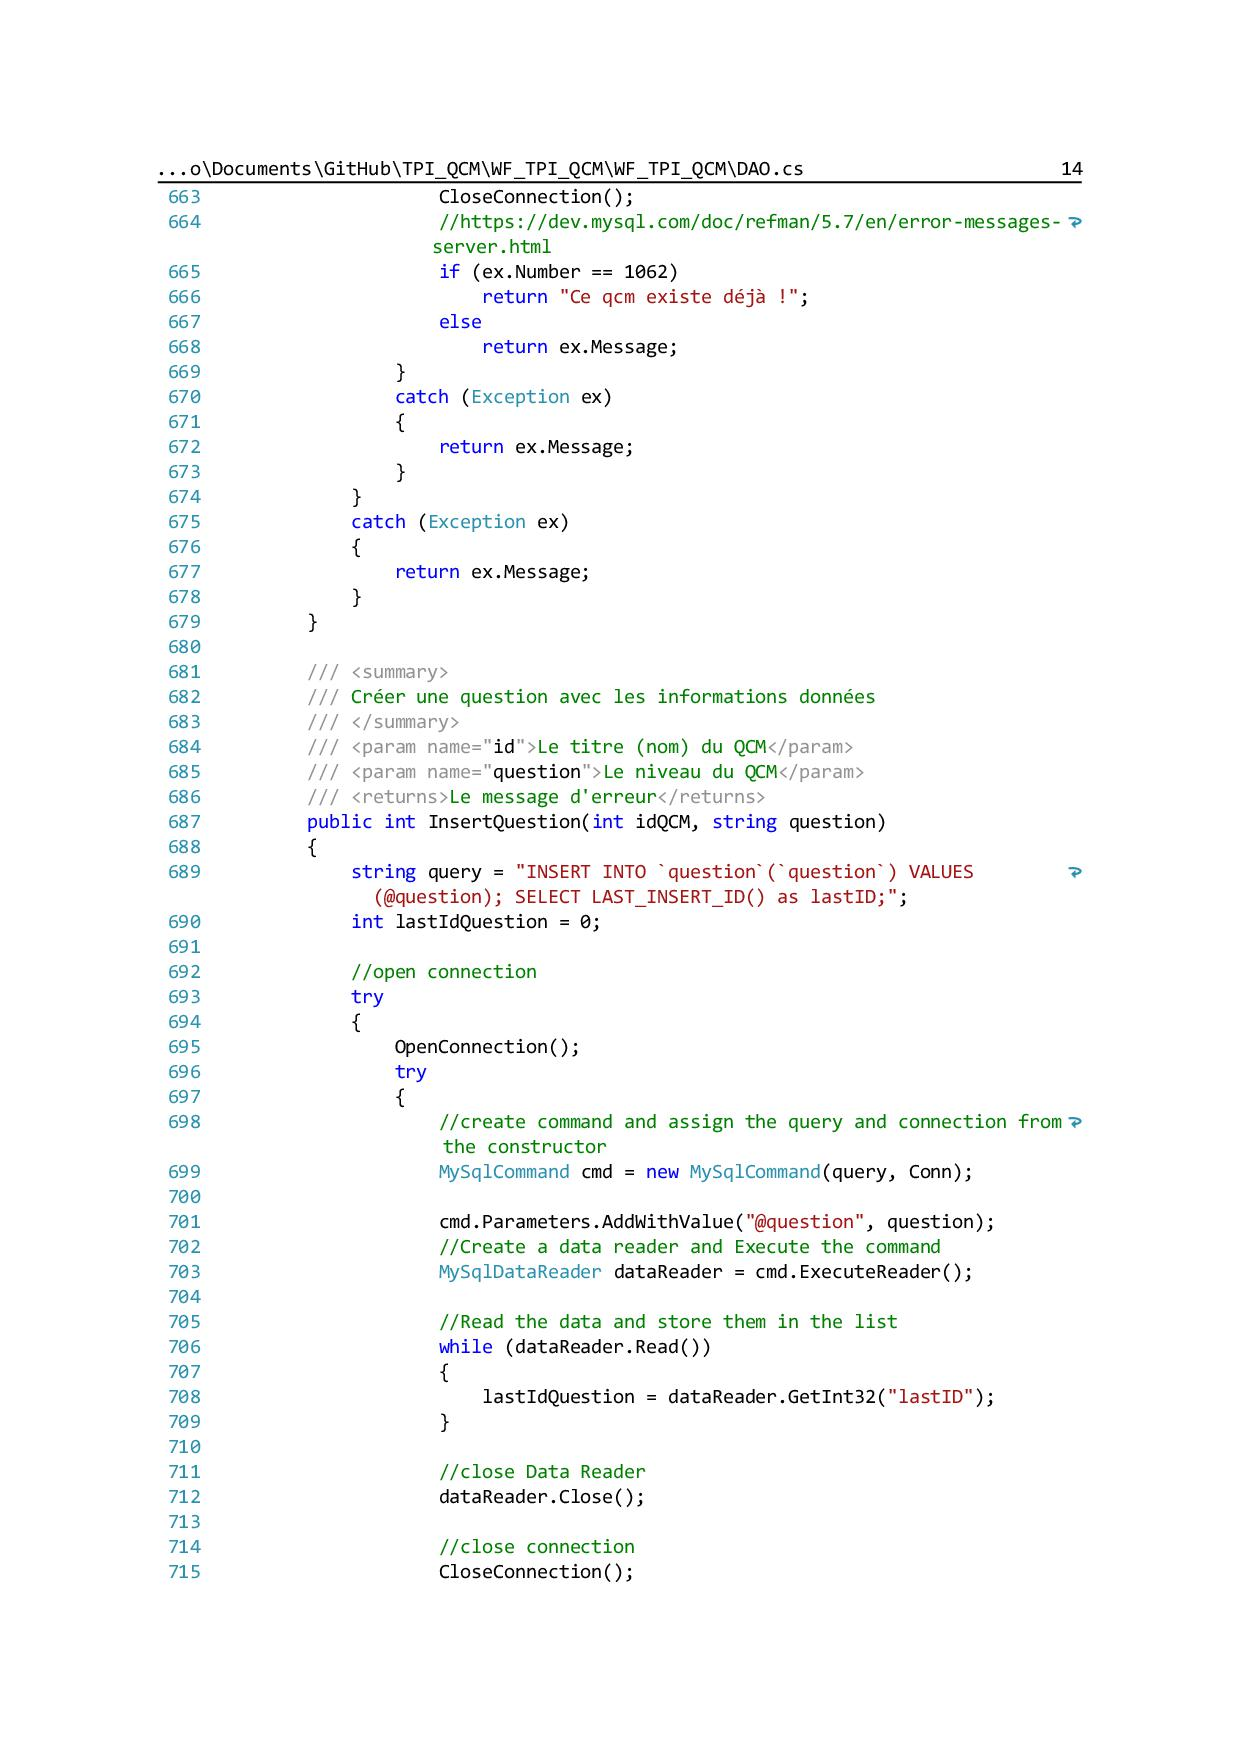 ...o\Documents\GitHub\TPI_QCM\WF_TPI_QCM\WF_TPI_QCM\DAO.cs 14
663 CloseConnection();
664 //https://dev.mysql.com/doc/refman/5.7/en/error-messages-
server.html
665 if (ex.Number == 1062)
666 return "Ce qcm existe déjà !";
667 else
668 return ex.Message;
669 }
670 catch (Exception ex)
671 {
672 return ex.Message;
673 }
674 }
675 catch (Exception ex)
676 {
677 return ex.Message;
678 }
679 }
680
681 /// <summary>
682 /// Créer une question avec les informations données
683 /// </summary>
684 /// <param name="id">Le titre (nom) du QCM</param>
685 /// <param name="question">Le niveau du QCM</param>
686 /// <returns>Le message d'erreur</returns>
687 public int InsertQuestion(int idQCM, string question)
688 {
689 string query = "INSERT INTO `question`(`question`) VALUES
(@question); SELECT LAST_INSERT_ID() as lastID;";
690 int lastIdQuestion = 0;
691
692 //open connection
693 try
694 {
695 OpenConnection();
696 try
697 {
698 //create command and assign the query and connection from
the constructor
699 MySqlCommand cmd = new MySqlCommand(query, Conn);
700
701 cmd.Parameters.AddWithValue("@question", question);
702 //Create a data reader and Execute the command
703 MySqlDataReader dataReader = cmd.ExecuteReader();
704
705 //Read the data and store them in the list
706 while (dataReader.Read())
707 {
708 lastIdQuestion = dataReader.GetInt32("lastID");
709 }
710
711 //close Data Reader
712 dataReader.Close();
713
714 //close connection
715 CloseConnection();